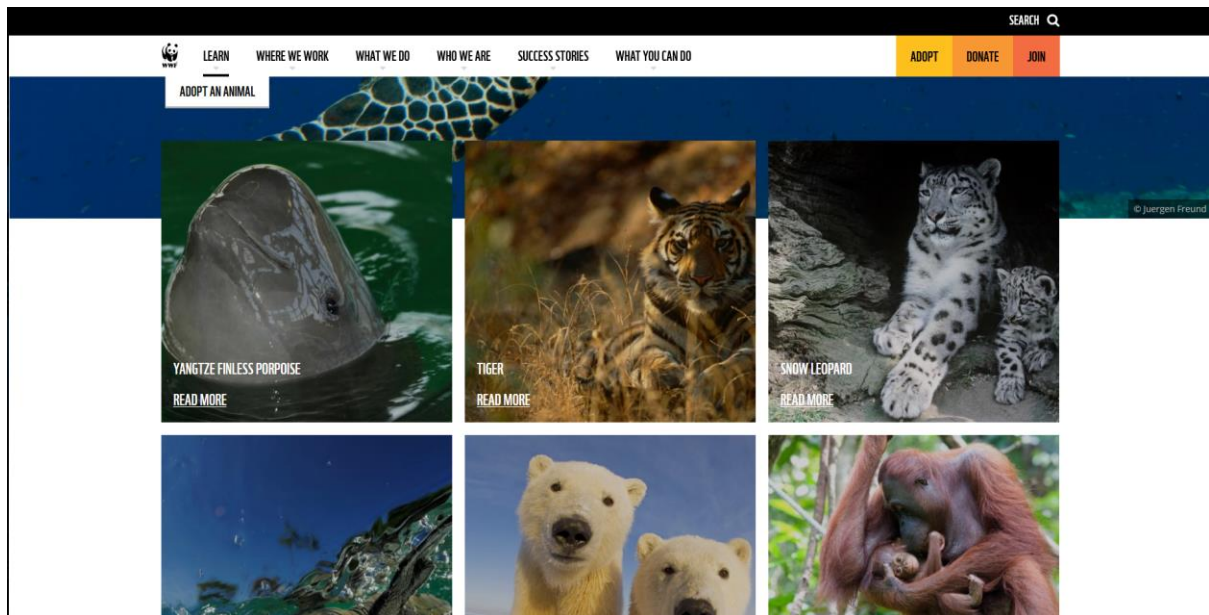 SEARCH
WWF
LEARN
WHERE WE WORK
WHAT WE DO
WHO WE ARE
SUCCESS STORIES
WHAT YOU CAN DO
ADOPT
DONATE
JOIN
ADOPT AN ANIMAL
© Juergen Freund
YANGTZE FINLESS PORPOISE
READ MORE
TIGER
READ MORE
SNOW LEOPARD
READ MORE